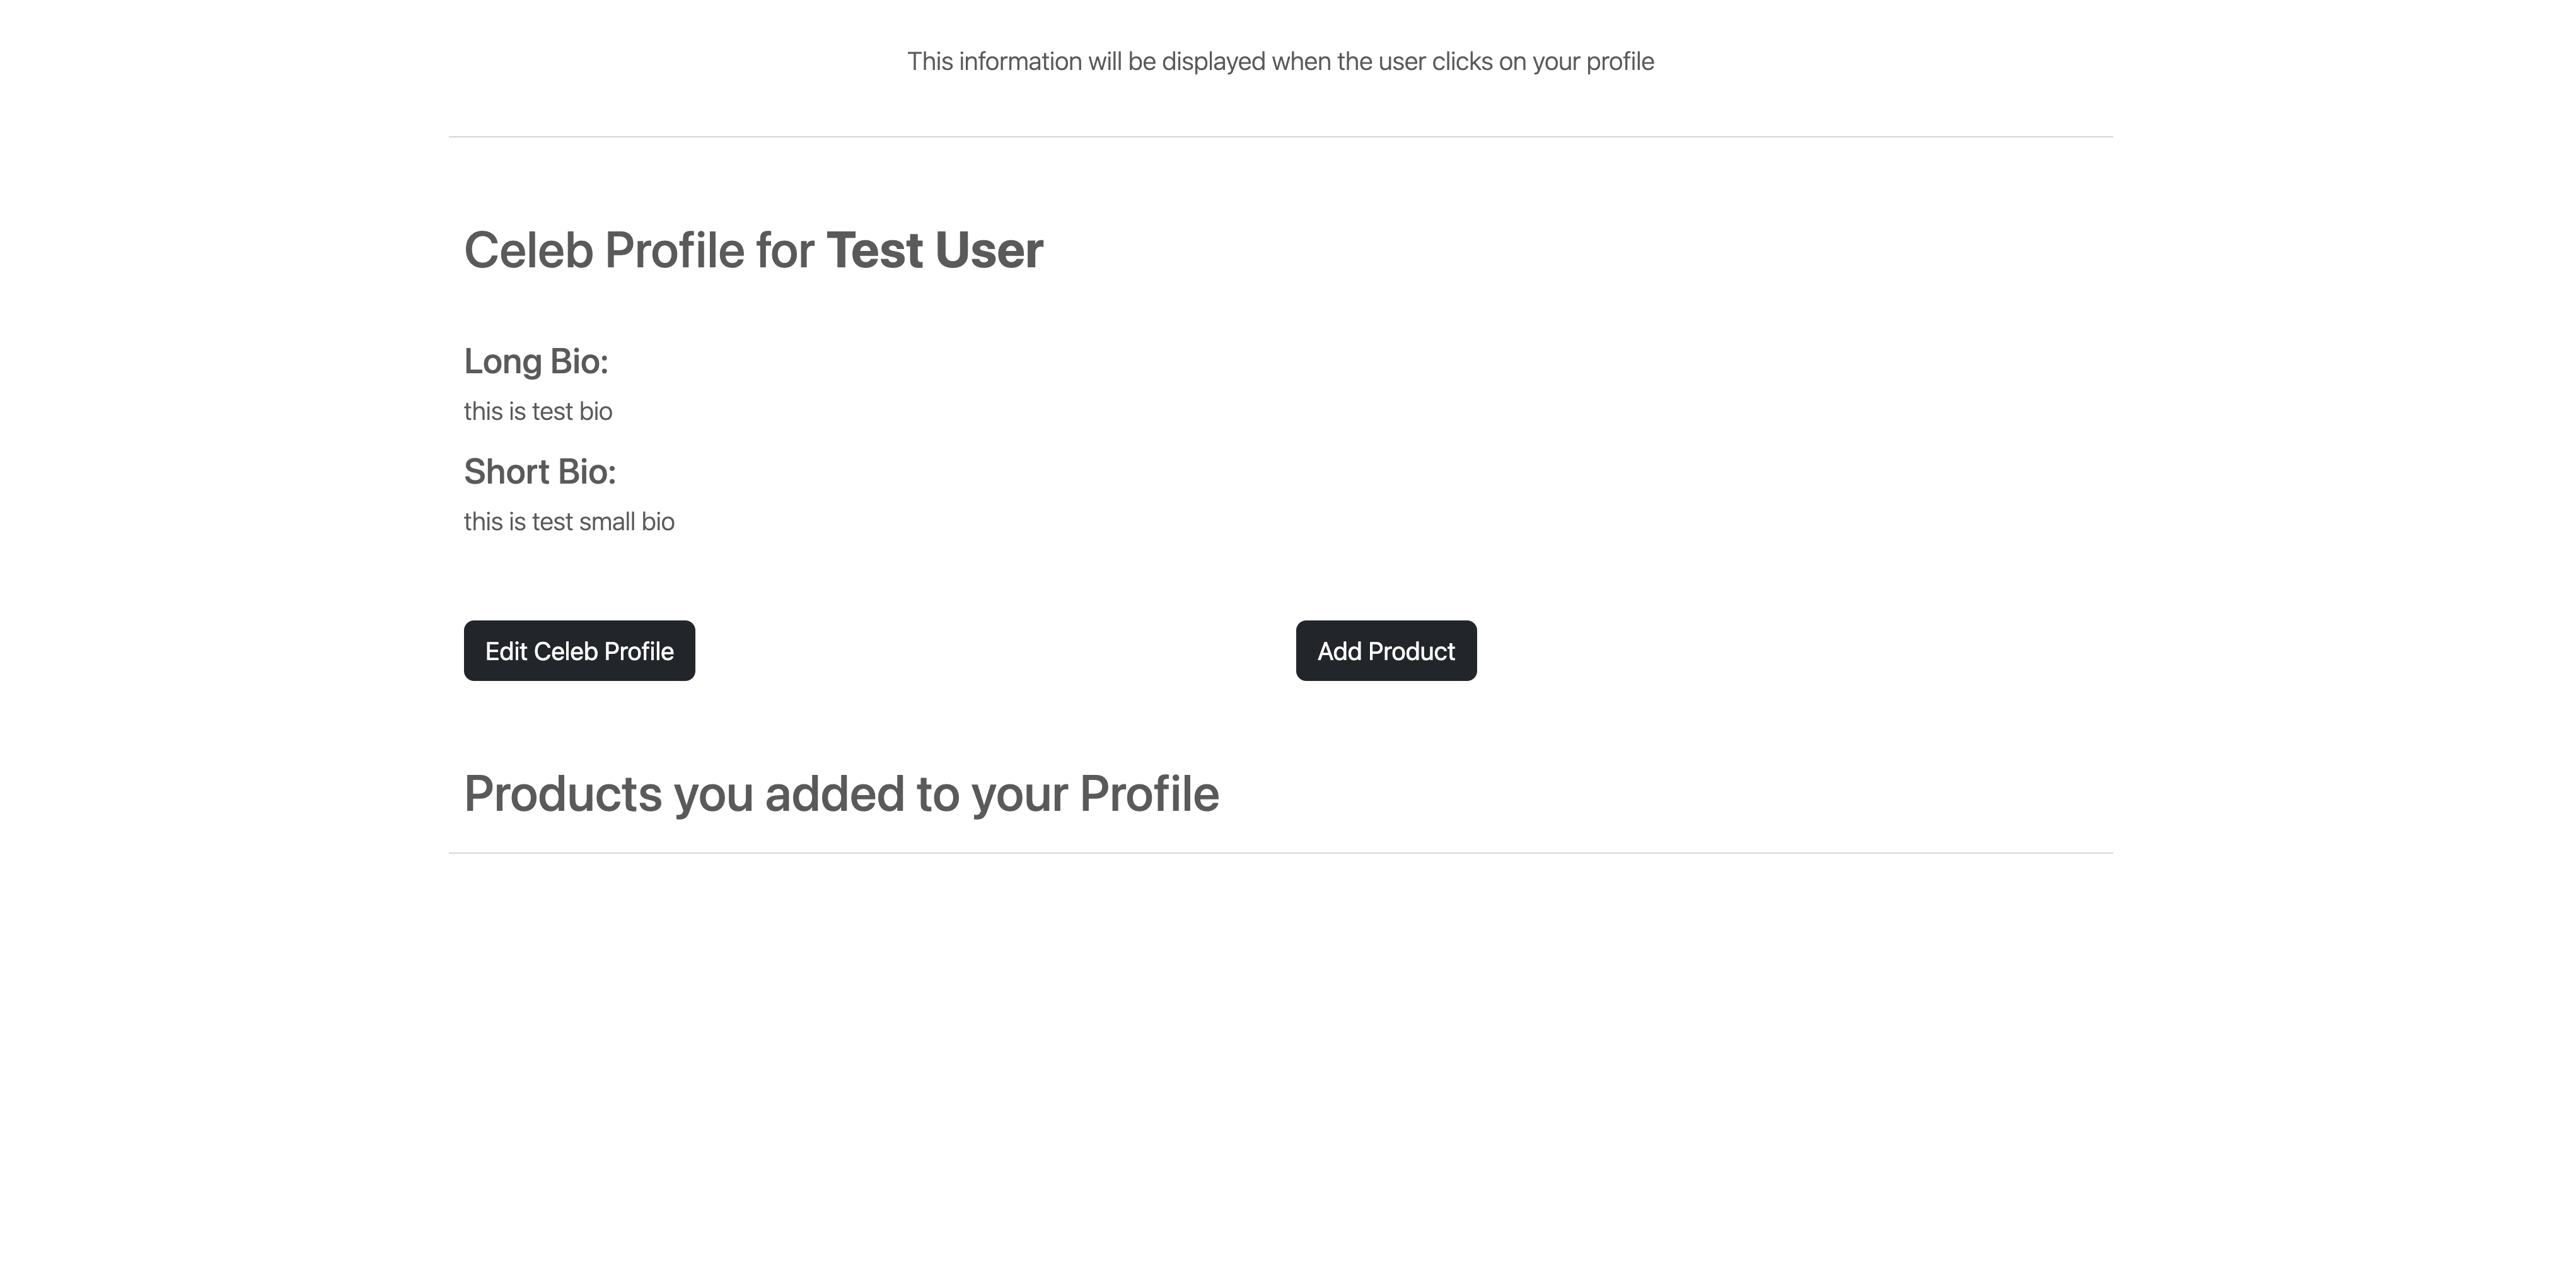 This information will be displayed when the user clicks on your profile
Celeb Profile for Test User
Long Bio:
this is test bio
Short Bio:
this is test small bio
Edit Celeb Profile
Add Product
Products you added to your Profile